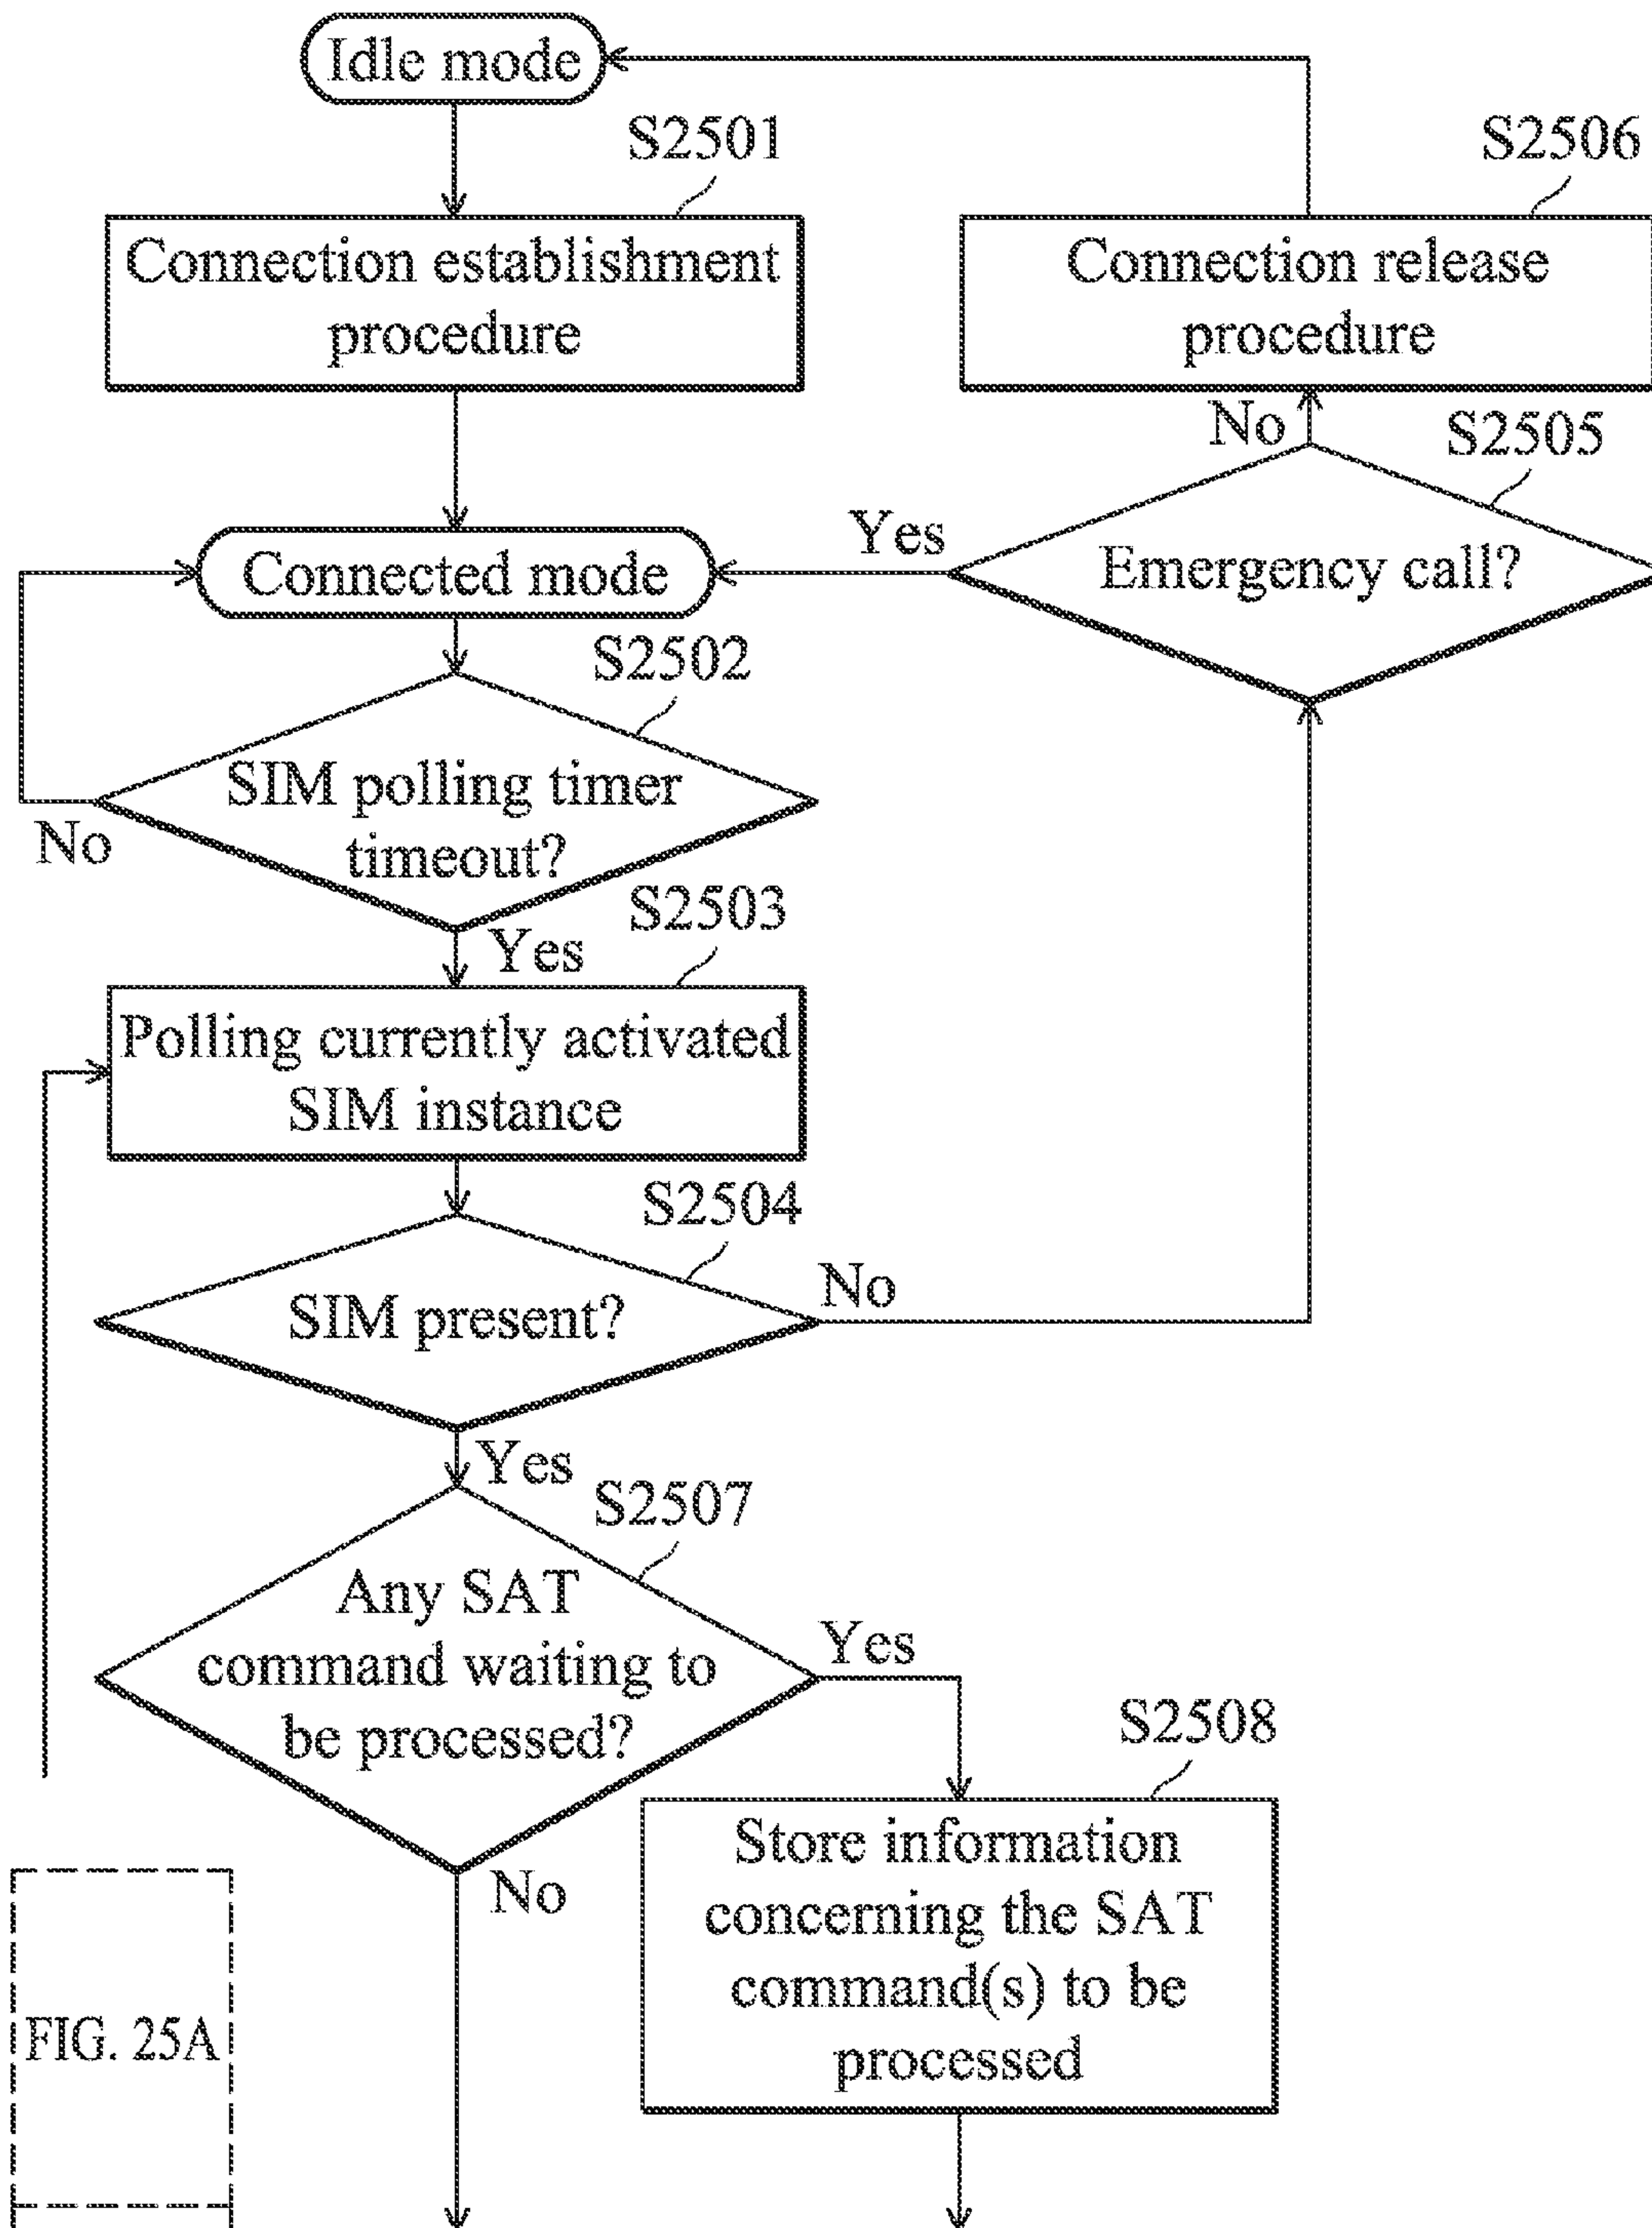 Idle mode
S2501
S2506
Connection establishment
procedure
Connection release
procedure
No
S2505
Yes
Connected mode
Emergency call?
S2502
SIM polling timer
timeout?
No
S2503
Yes
Polling currently activated
SIM instance
S2504
SIM present?
No
Yes
S2507
Any SAT
command waiting to
be processed?
Yes
S2508
No
Store information
concerning the SAT
command(s) to be
processed
FIG. 25A